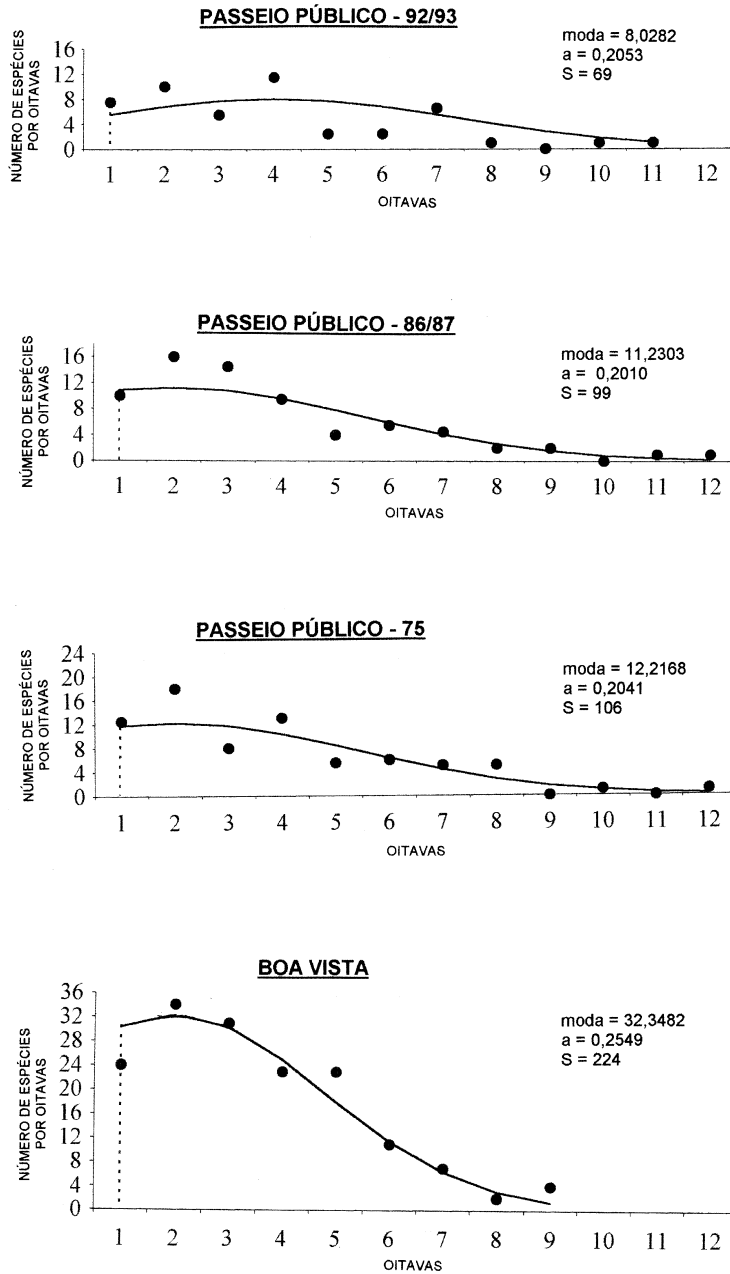 PASSEIO PÚBLICO - 92/93
moda = 8,0282
a = 0,2053
S = 69
NÚMERO DE ESPÉCIES
POR OITAVAS
16
12
8
4
0
1 2 3 4 5 6 7 8 9 10 11 12
OITAVAS
PASSEIO PÚBLICO - 86/87
moda = 11,2303
a = 0,2010
S = 99
NÚMERO DE ESPÉCIES
POR OITAVAS
16
12
8
4
0
1 2 3 4 5 6 7 8 9 10 11 12
OITAVAS
PASSEIO PÚBLICO - 75
moda = 12,2168
a = 0,2041
S = 106
NÚMERO DE ESPÉCIES
POR OITAVAS
24
20
16
12
8
4
0
1 2 3 4 5 6 7 8 9 10 11 12
OITAVAS
BOA VISTA
moda = 32,3482
a = 0,2549
S = 224
NÚMERO DE ESPÉCIES
POR OITAVAS
36
32
28
24
20
16
12
8
4
0
1 2 3 4 5 6 7 8 9 10 11 12
OITAVAS